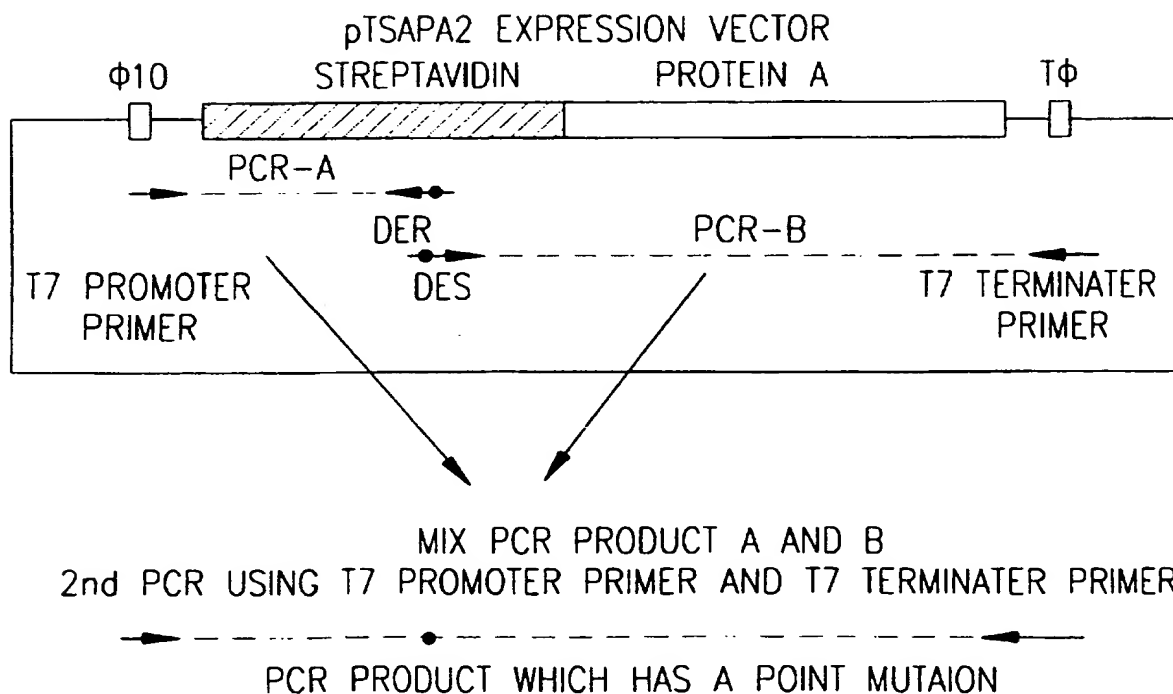 pTSAPA2 EXPRESSION VECTOR
Φ10 STREPTAVIDIN PROTEIN A TΦ
PCR-A
DER PCR-B
DES
T7 PROMOTER
PRIMER
T7 TERMINATER
PRIMER
MIX PCR PRODUCT A AND B
2nd PCR USING T7 PROMOTER PRIMER AND T7 TERMINATER PRIMER
PCR PRODUCT WHICH HAS A POINT MUTAION